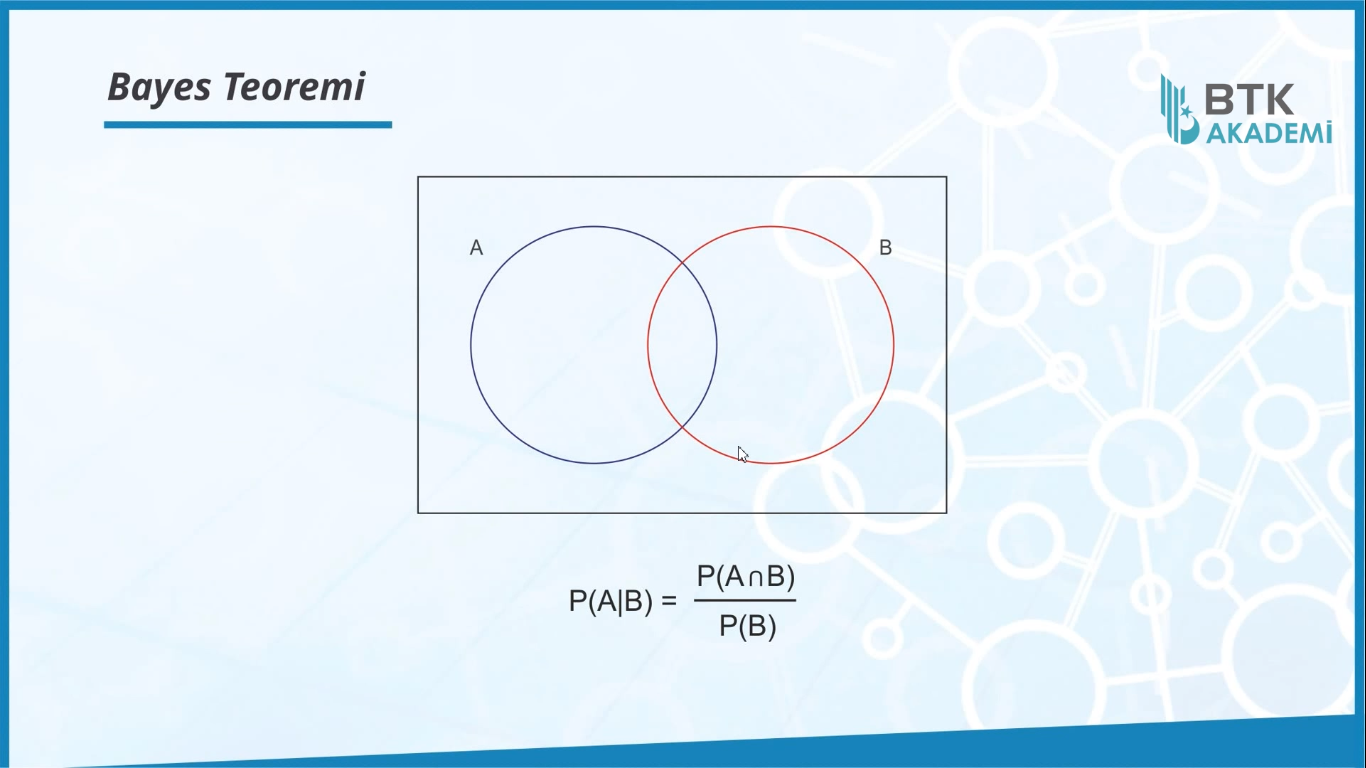 Bayes Teoremi
BTK
AKADEMİ
A
B
P(A|B) = P(A∩B)
P(B)